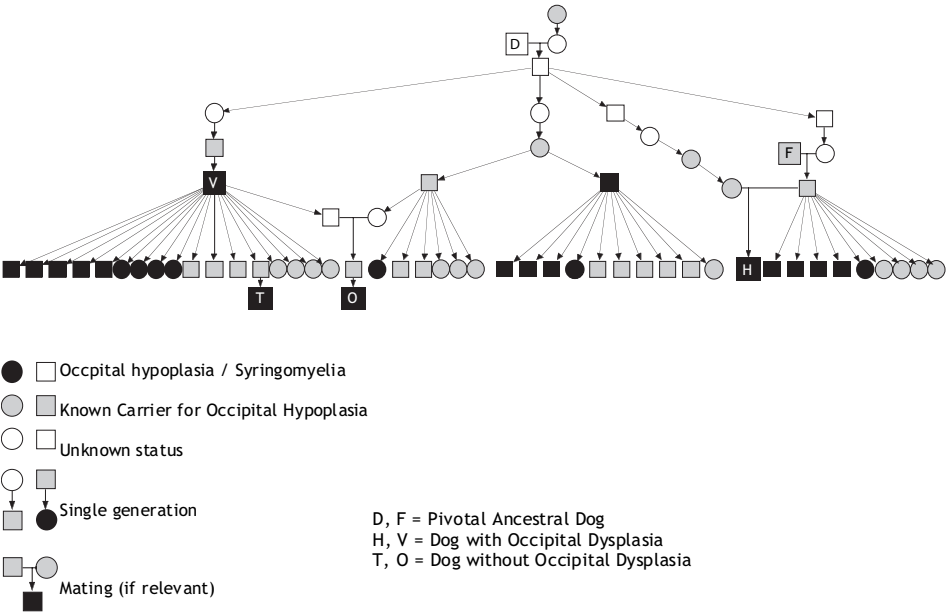 D
F
V
H
T
O
Occpital hypoplasia / Syringomyelia
Known Carrier for Occipital Hypoplasia
Unknown status
Single generation
D, F = Pivotal Ancestral Dog
H, V = Dog with Occipital Dysplasia
T, O = Dog without Occipital Dysplasia
Mating (if relevant)